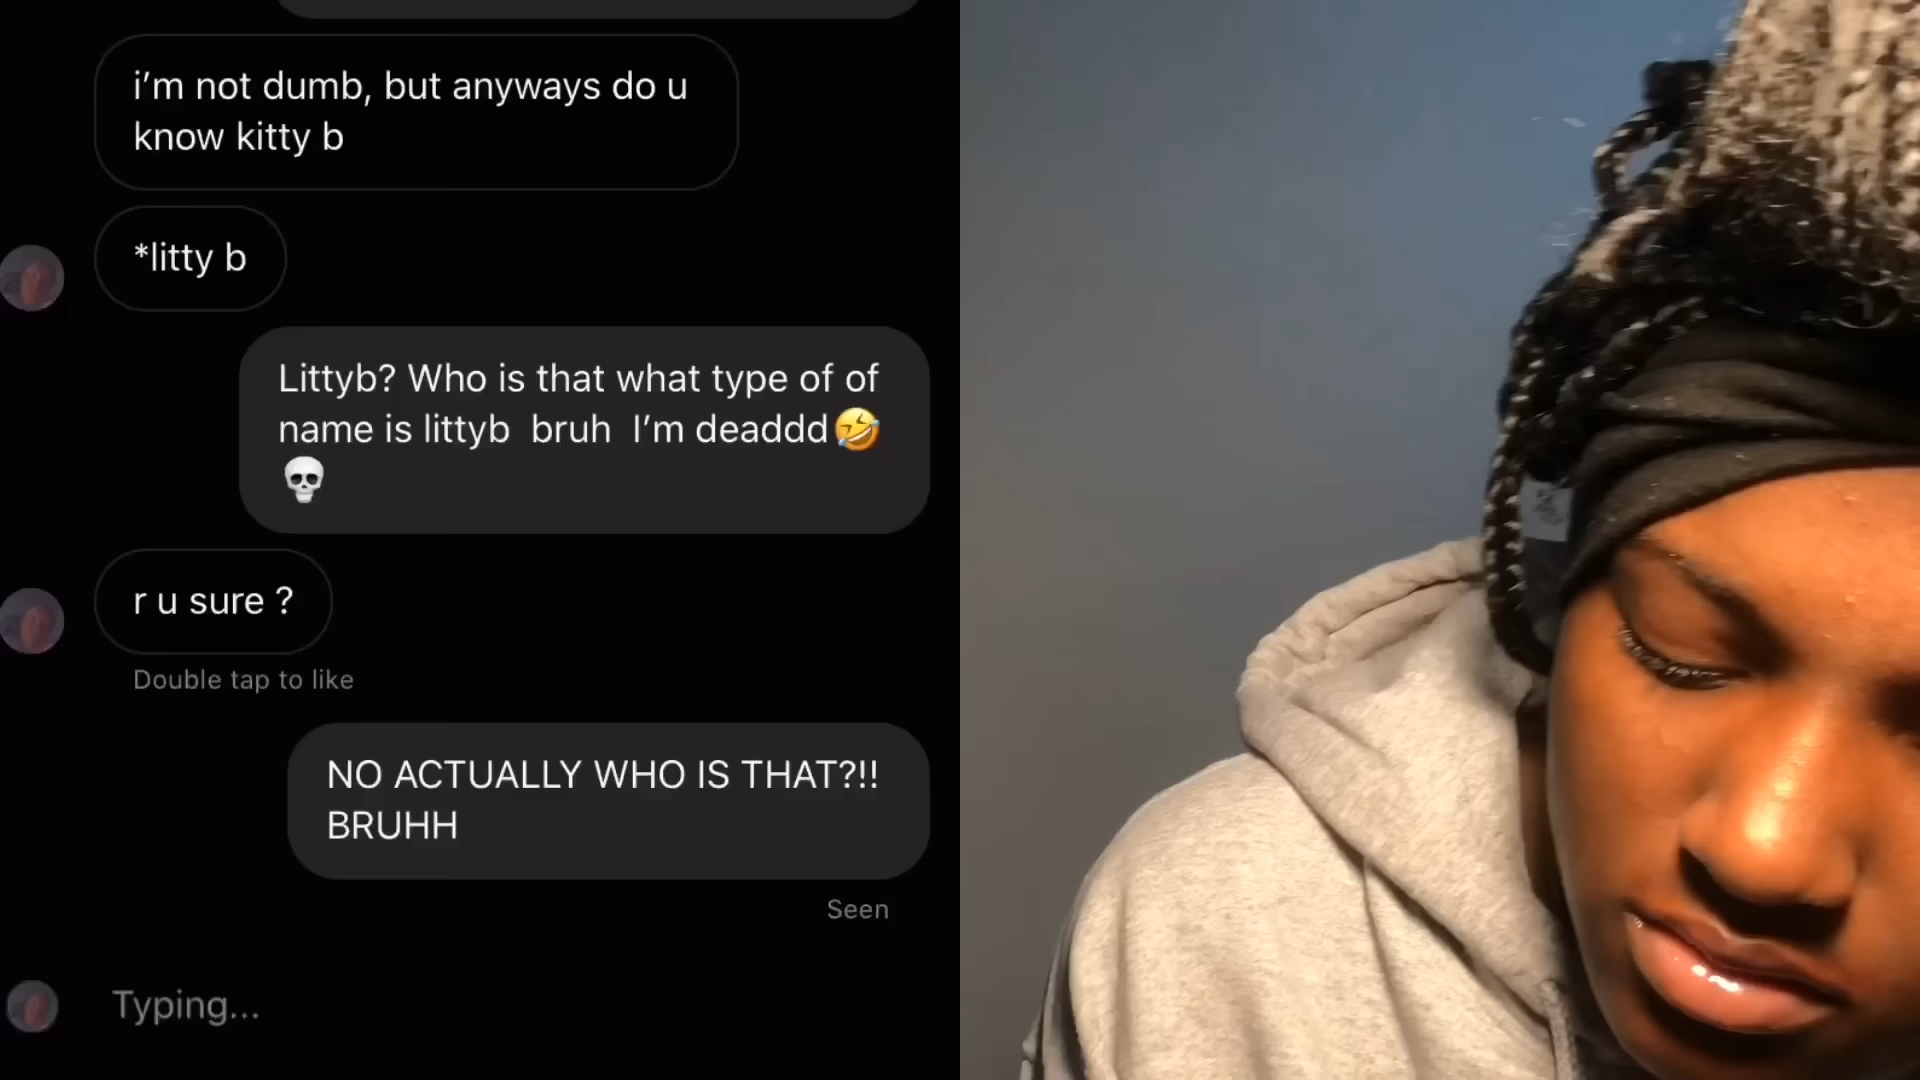 i’m not dumb, but anyways do u
know kitty b
*litty b
Littyb? Who is that what type of of
name is littyb  bruh  I’m deaddd🤣
💀
r u sure ?
Double tap to like
NO ACTUALLY WHO IS THAT?!!
BRUHH
Seen
Typing...